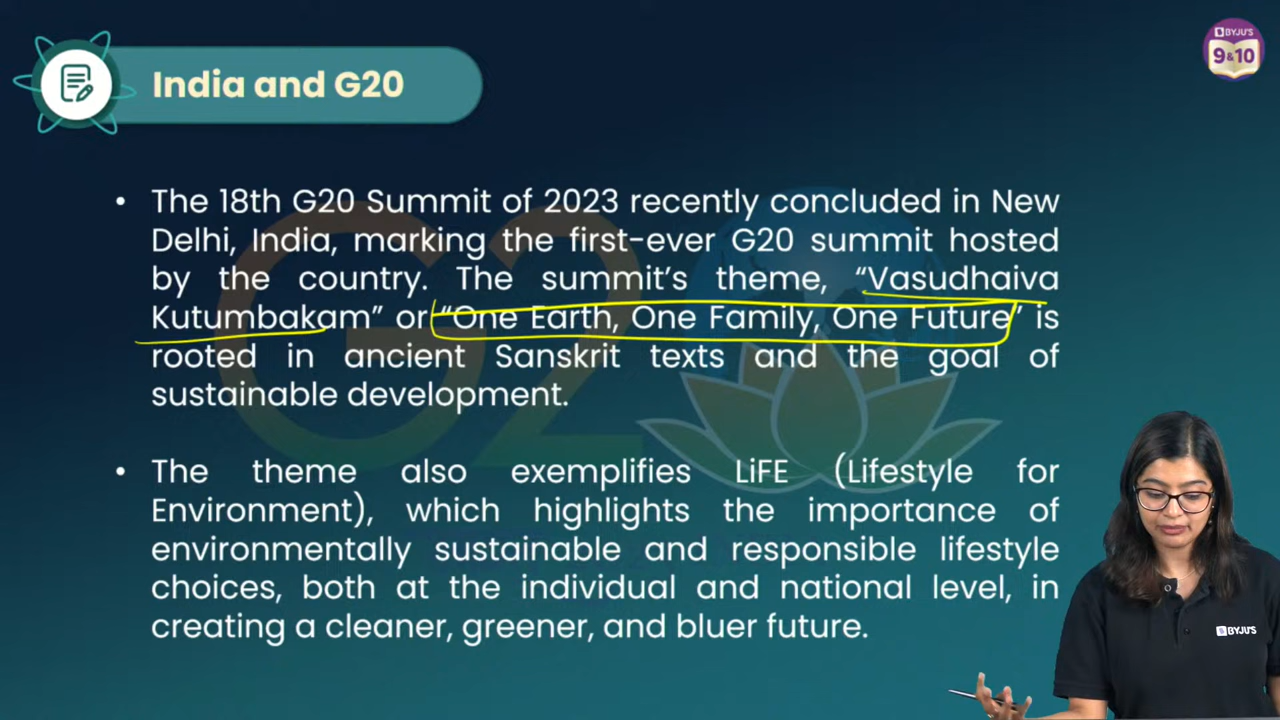 India and G20
BYJU'S
9&10
• The 18th G20 Summit of 2023 recently concluded in New
Delhi, India, marking the first-ever G20 summit hosted
by the country. The summit's theme, “Vasudhaiva
Kutumbakam” or “One Earth, One Family, One Future” is
rooted in ancient Sanskrit texts and the goal of
sustainable development.
• The theme also exemplifies LiFE (Lifestyle for
Environment), which highlights the importance of
environmentally sustainable and responsible lifestyle
choices, both at the individual and national level, in
creating a cleaner, greener, and bluer future.
BYJU'S
G2